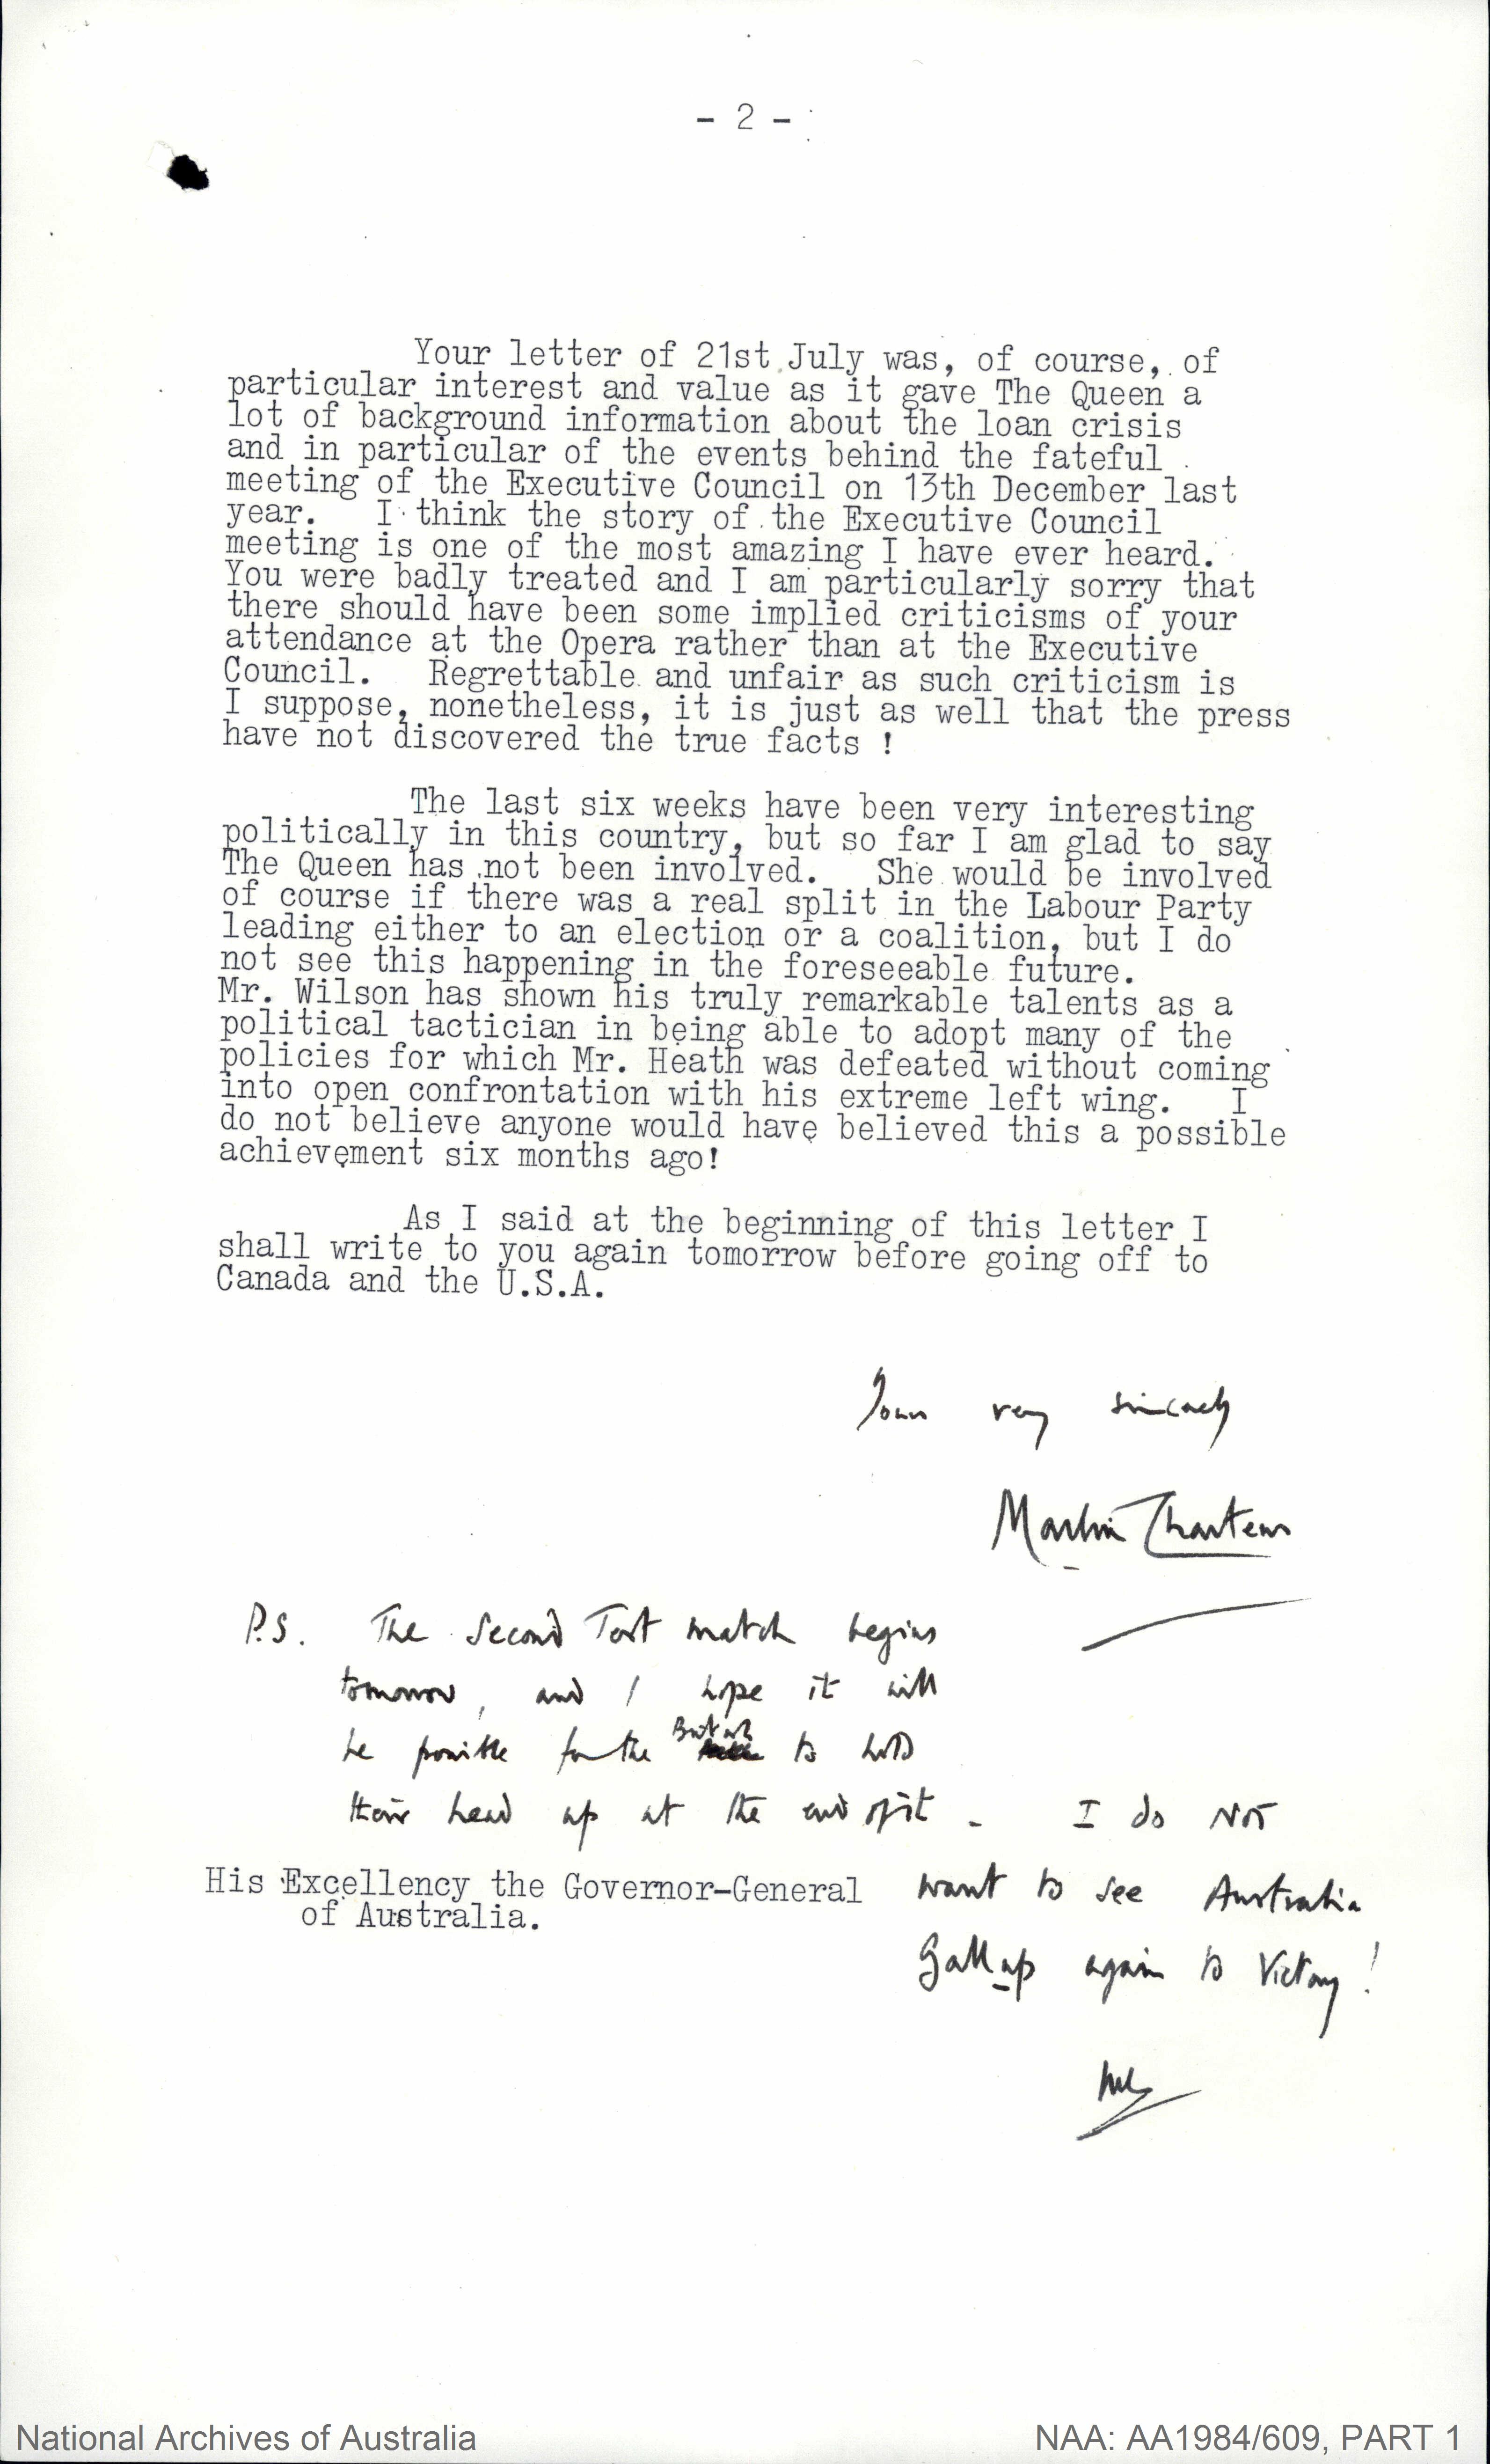 - 2 -
Your letter of 21st July was, of course, of
particular interest and value as it gave The Queen a
lot of background information about the loan crisis
and in particular of the events behind the fateful
meeting of the Executive Council on 13th December last
year. I think the story of the Executive Council
meeting is one of the most amazing I have ever heard.
You were badly treated and I am particularly sorry that
there should have been some implied criticisms of your
attendance at the Opera rather than at the Executive
Council. Regrettable and unfair as such criticism is
I suppose, nonetheless, it is just as well that the press
have not discovered the true facts !
The last six weeks have been very interesting
politically in this country, but so far I am glad to say
The Queen has not been involved. She would be involved
of course if there was a real split in the Labour Party
leading either to an election or a coalition, but I do
not see this happening in the foreseeable future.
Mr. Wilson has shown his truly remarkable talents as a
political tactician in being able to adopt many of the
policies for which Mr. Heath was defeated without coming
into open confrontation with his extreme left wing. I
do not believe anyone would have believed this a possible
achievement six months ago!
As I said at the beginning of this letter I
shall write to you again tomorrow before going off to
Canada and the U.S.A.
Yours very sincerely
Martin Charteris
P.S. The Second Test match begins
tomorrow, and I hope it will
be possible for the British to hold
their head up at the end of it - I do NOT
His Excellency the Governor-General
of Australia.
want to see Australia
Gallup again to Victory!
National Archives of Australia
NAA: AA1984/609, PART 1